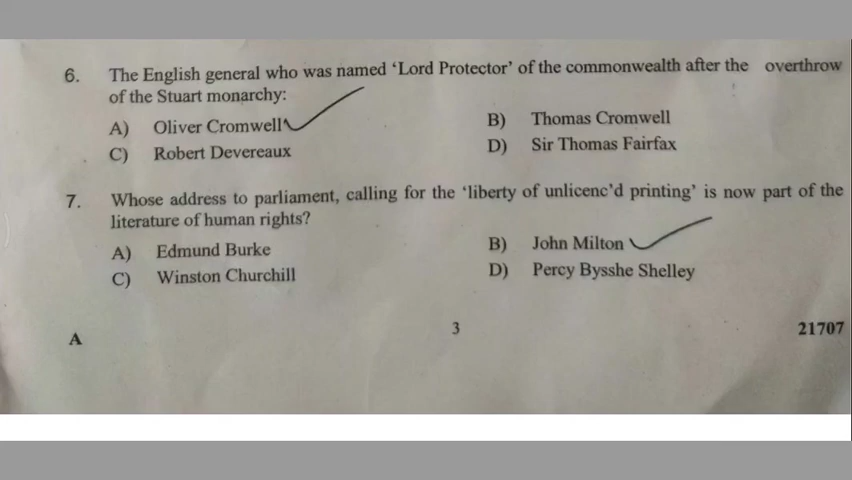 6. The English general who was named ‘Lord Protector’ of the commonwealth after the overthrow
of the Stuart monarchy:
A) Oliver Cromwell B) Thomas Cromwell
C) Robert Devereaux D) Sir Thomas Fairfax
7. Whose address to parliament, calling for the ‘liberty of unlicenc’d printing’ is now part of the
literature of human rights?
A) Edmund Burke B) John Milton
C) Winston Churchill D) Percy Bysshe Shelley
A 3 21707